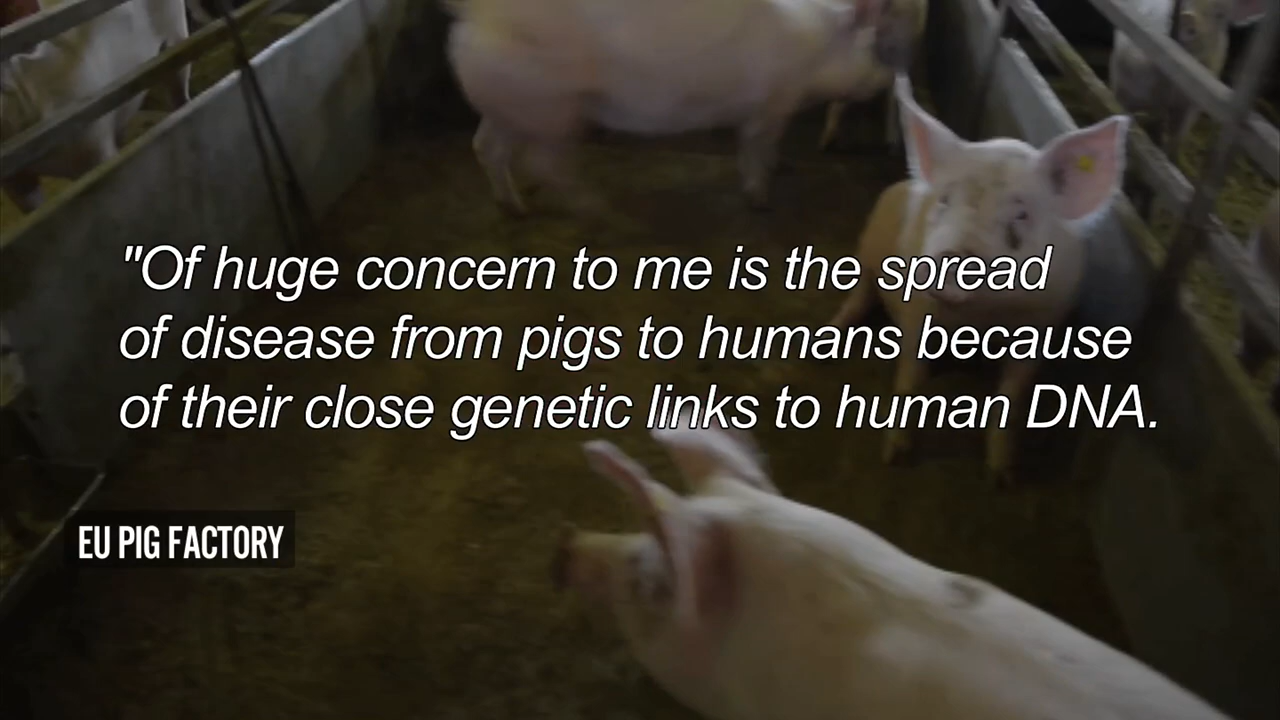 "Of huge concern to me is the spread
of disease from pigs to humans because
of their close genetic links to human DNA.
EU PIG FACTORY